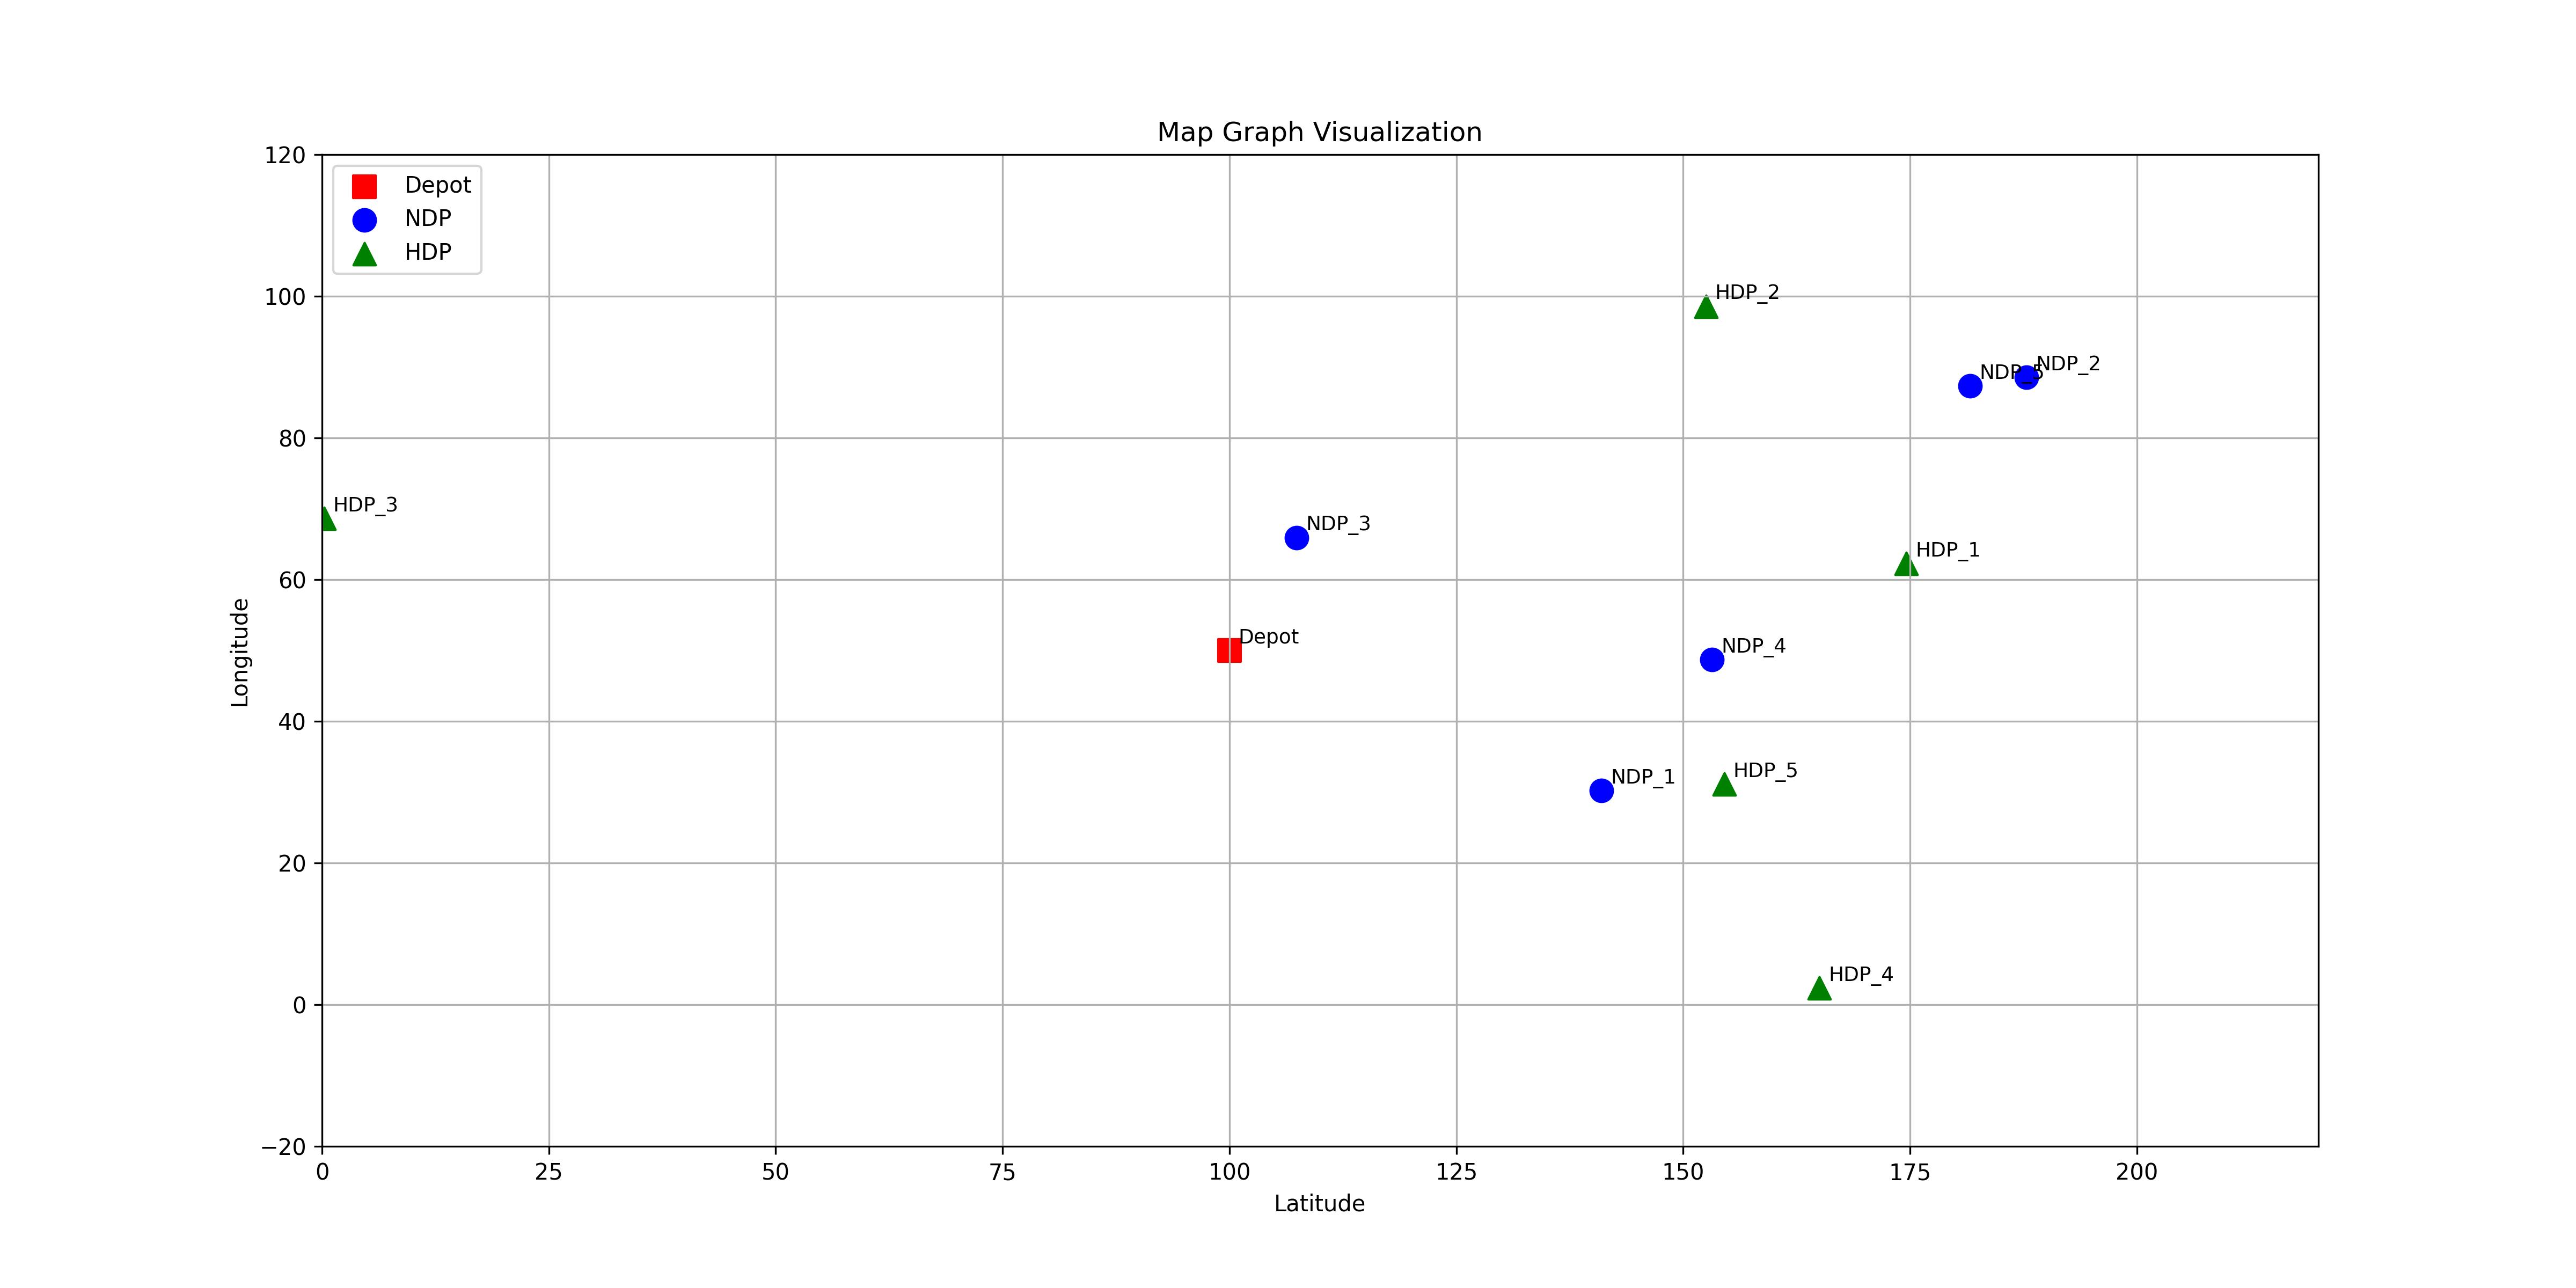 Map Graph Visualization
120
100
80
60
40
20
0
−20
Longitude
Depot
NDP
HDP
HDP_2
NDP_5
NDP_2
HDP_3
NDP_3
HDP_1
Depot
NDP_4
NDP_1
HDP_5
HDP_4
0 25 50 75 100 125 150 175 200
Latitude